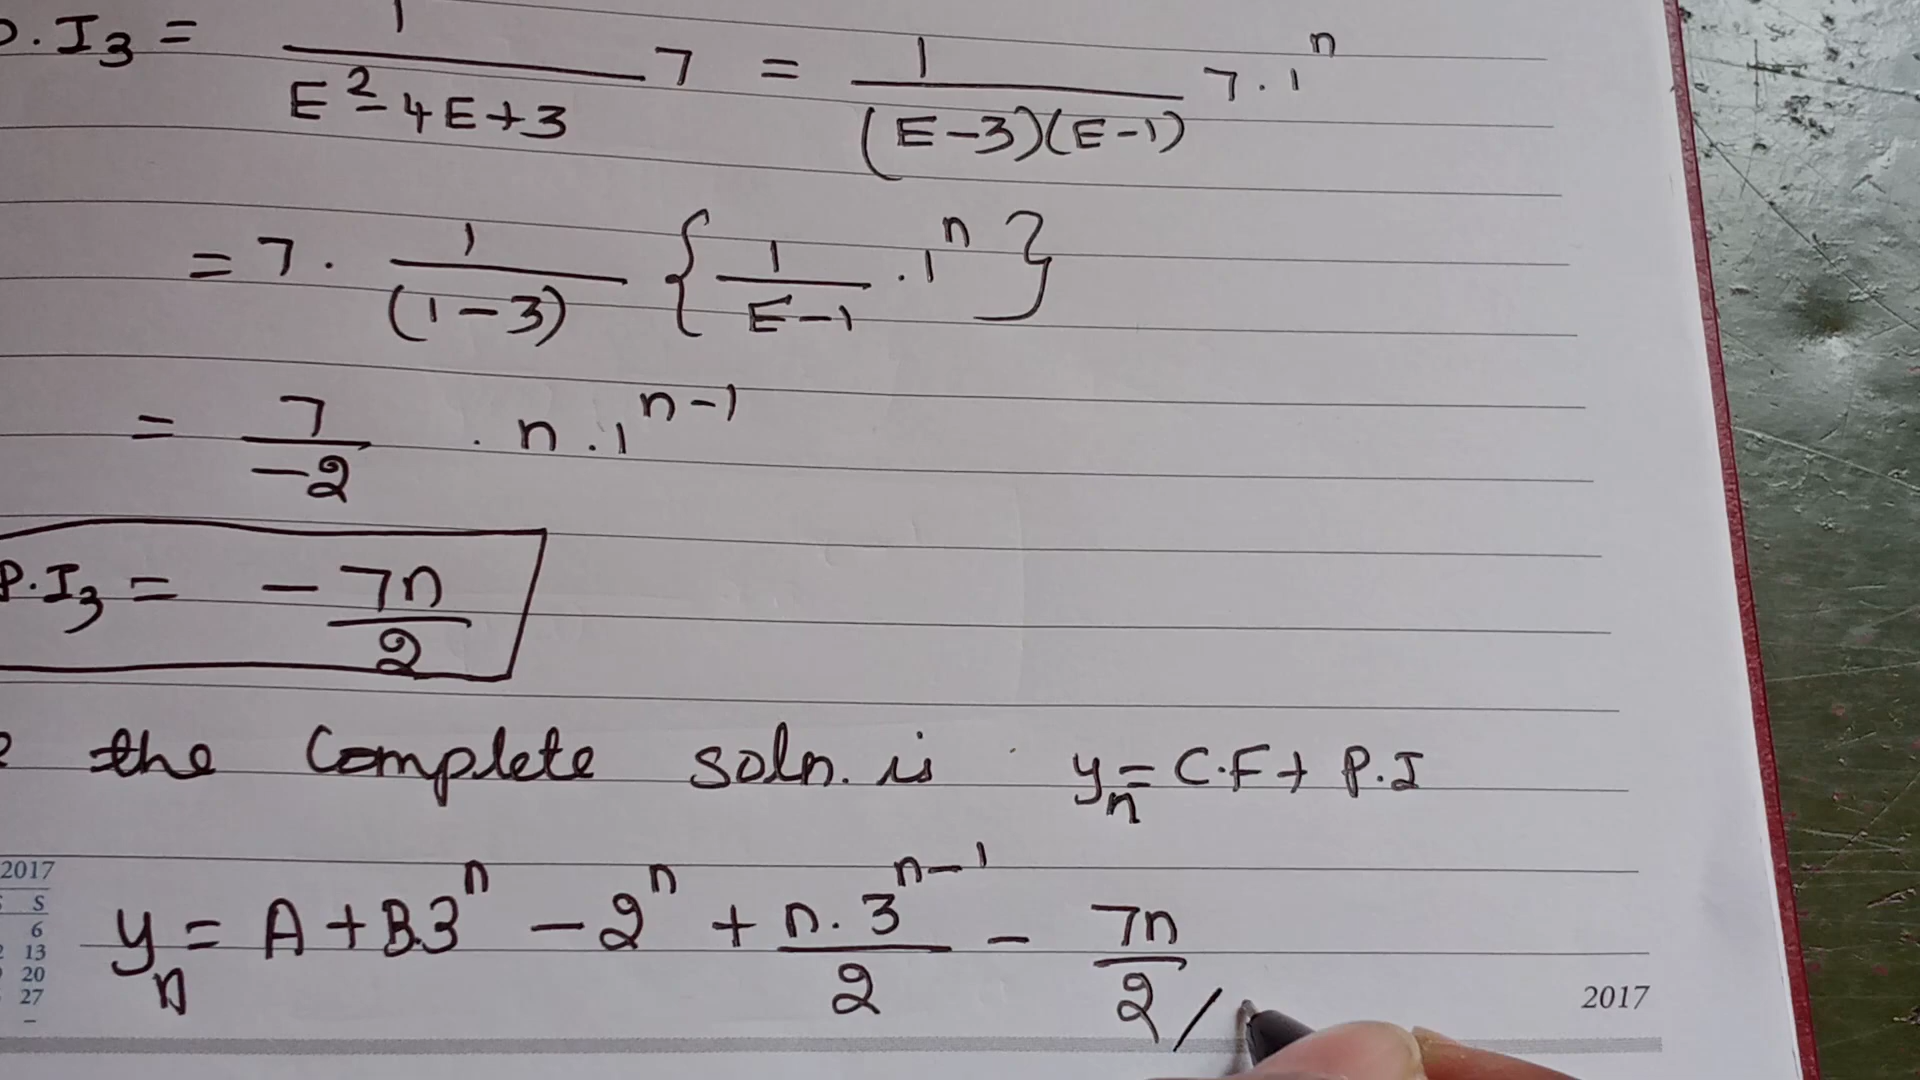 . I₃ = 1/(E² - 4E + 3) 7 = 1/((E-3)(E-1)) 7 . 1ⁿ
= 7 . 1/(1-3) { 1/(E-1) . 1ⁿ }
= 7/-2 . n . 1ⁿ⁻¹
P.I₃ = - 7n/2
the Complete soln. is yₙ = C.F + P.I
2017
S
6
yₙ = A + B.3ⁿ - 2ⁿ + n.3ⁿ⁻¹/2 - 7n/2 /
13
20
27
2017